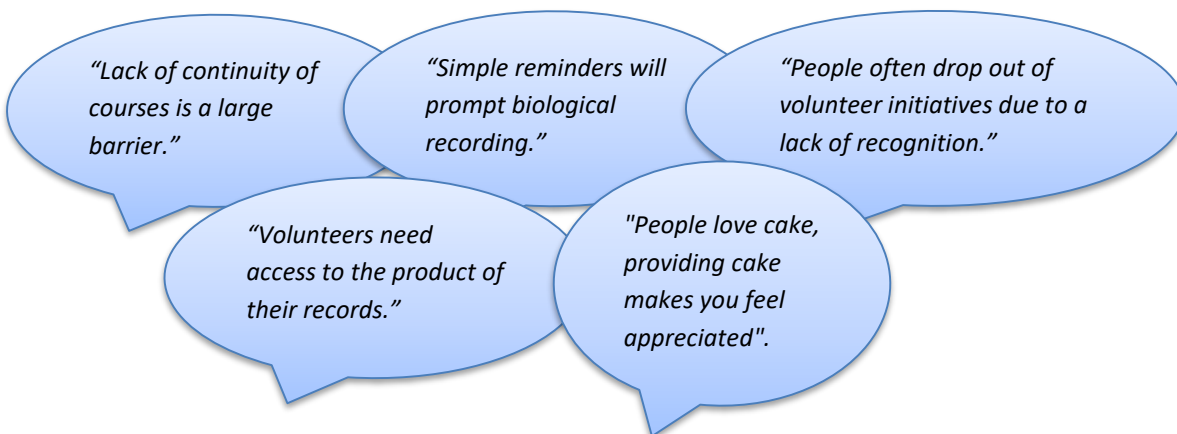 “Lack of continuity of
courses is a large
barrier.”
“Simple reminders will
prompt biological
recording.”
“People often drop out of
volunteer initiatives due to a
lack of recognition.”
“Volunteers need
access to the product of
their records.”
"People love cake,
providing cake
makes you feel
appreciated".